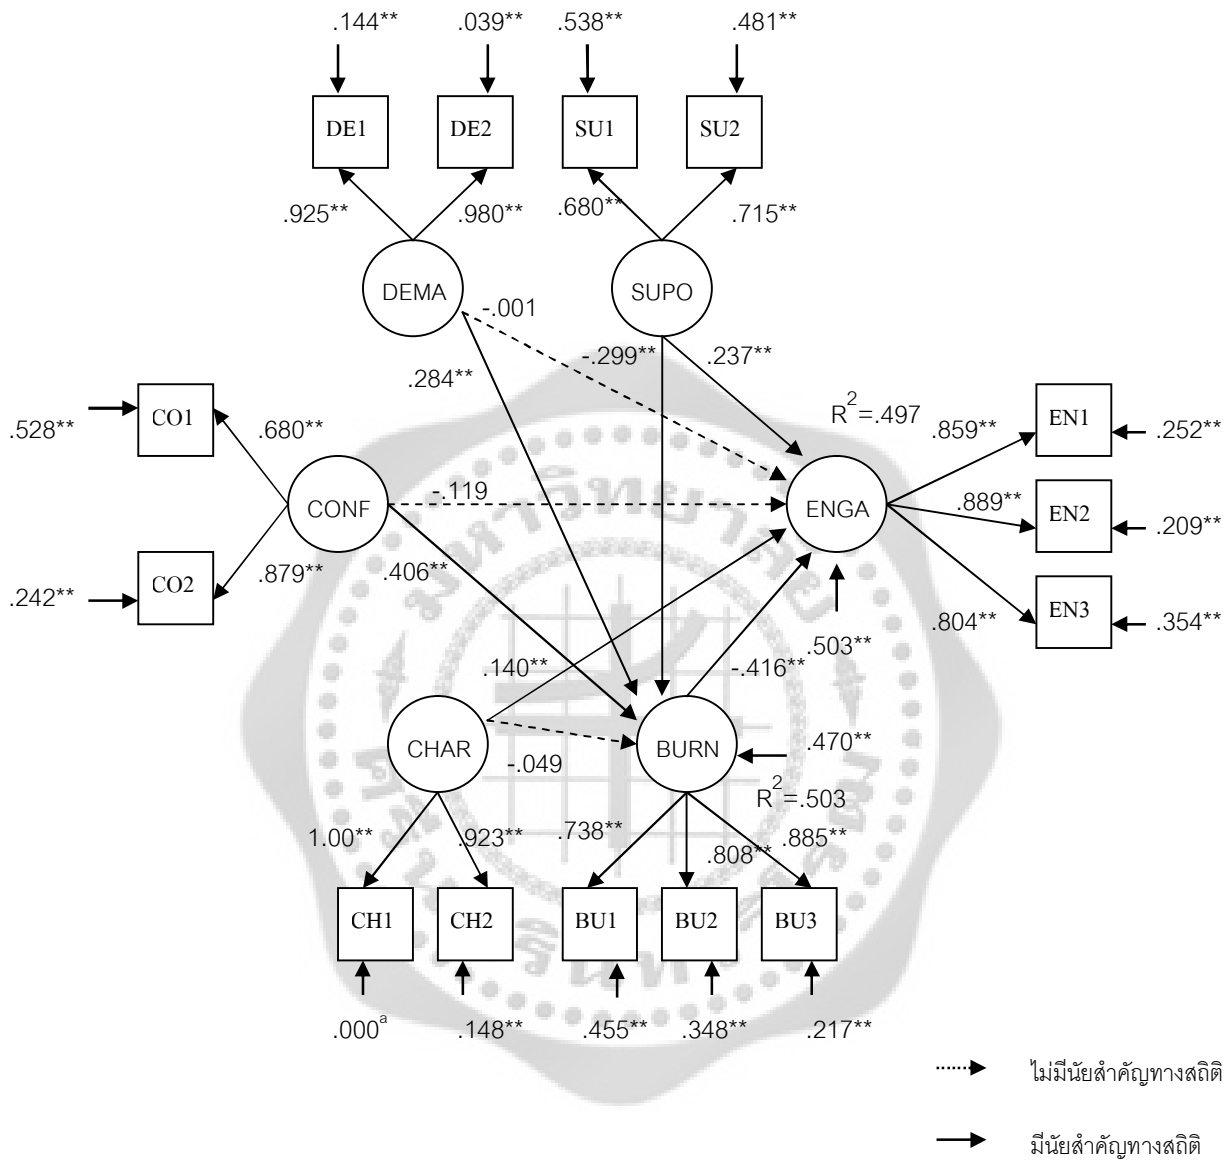 .144** .039** .538** .481**
DE1 DE2 SU1 SU2
.925** .980** .680** .715**
DEMA SUPO
-.001
-.299** .237**
.284**
R²=.497
CO1 EN1
.528** .680** .859** .252**
-.119 .889**
CONF ENGA EN2
.209**
.879** .406**
.242** CO2 EN3
.804** .354**
.503**
.140** -.416**
CHAR BURN .470**
-.049
R²=.503
1.00** .923** .738** .808** .885**
CH1 CH2 BU1 BU2 BU3
.000ᵃ .148** .455** .348** .217**
ไม่มีนัยสำคัญทางสถิติ
มีนัยสำคัญทางสถิติ